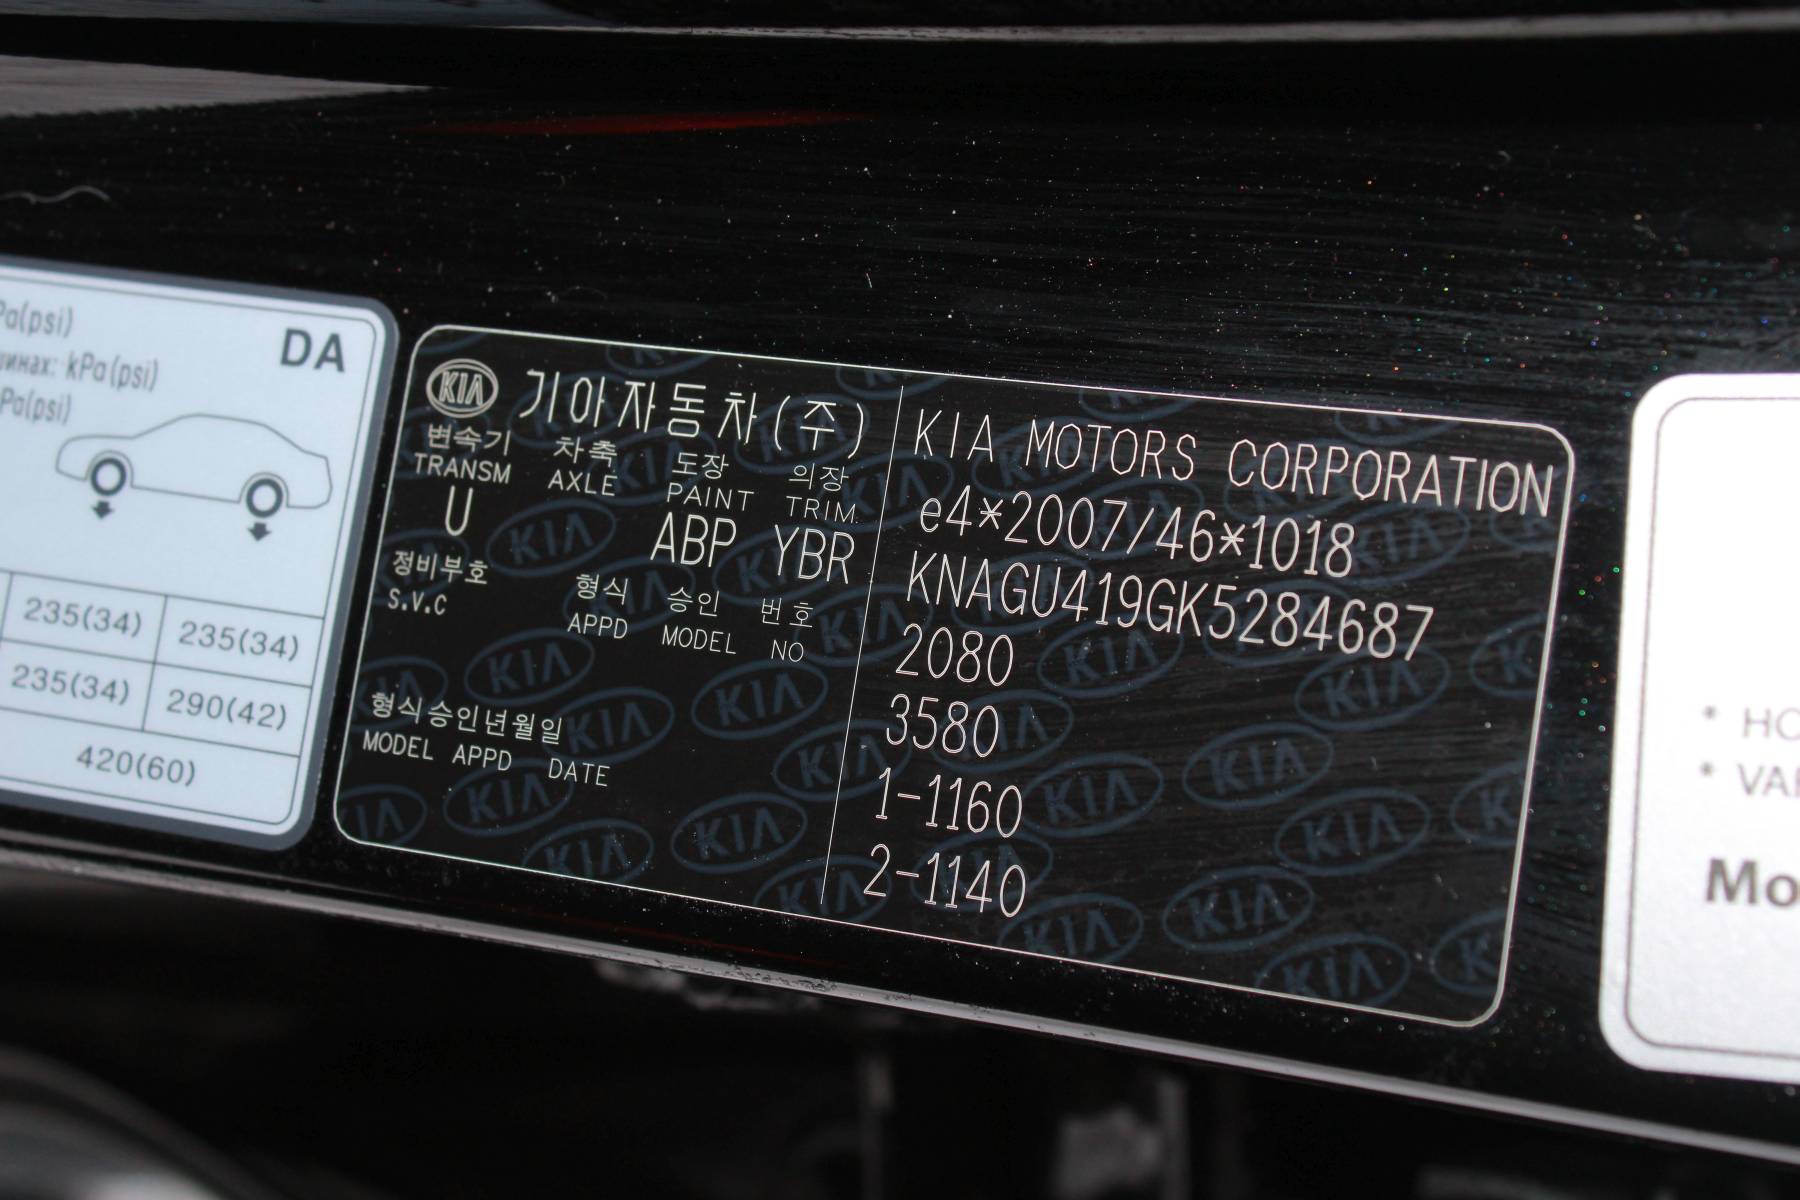 Pa(psi)
DA
шинах: kPa(psi)
Pa(psi)
235(34) 235(34)
235(34) 290(42)
420(60)
KIA 기아자동차(주)
변속기 차축 도장 의장
TRANSM AXLE PAINT TRIM
U ABP YBR
정비부호 형식 승인 번호
S.V.C APPD MODEL NO
형식승인년월일
MODEL APPD DATE
KIA MOTORS CORPORATION
e4*2007/46*1018
KNAGU419GK5284687
2080
3580
1-1160
2-1140
* HO
* VA
Mo